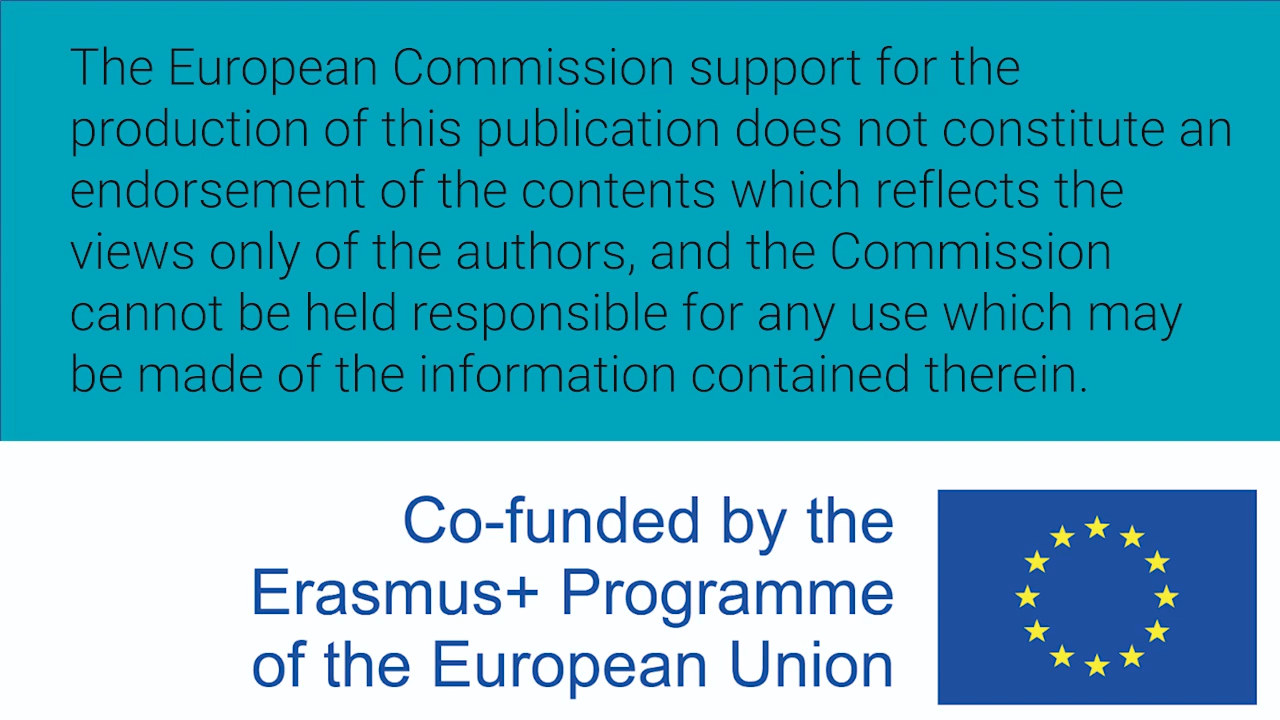 The European Commission support for the
production of this publication does not constitute an
endorsement of the contents which reflects the
views only of the authors, and the Commission
cannot be held responsible for any use which may
be made of the information contained therein.
Co-funded by the
Erasmus+ Programme
of the European Union